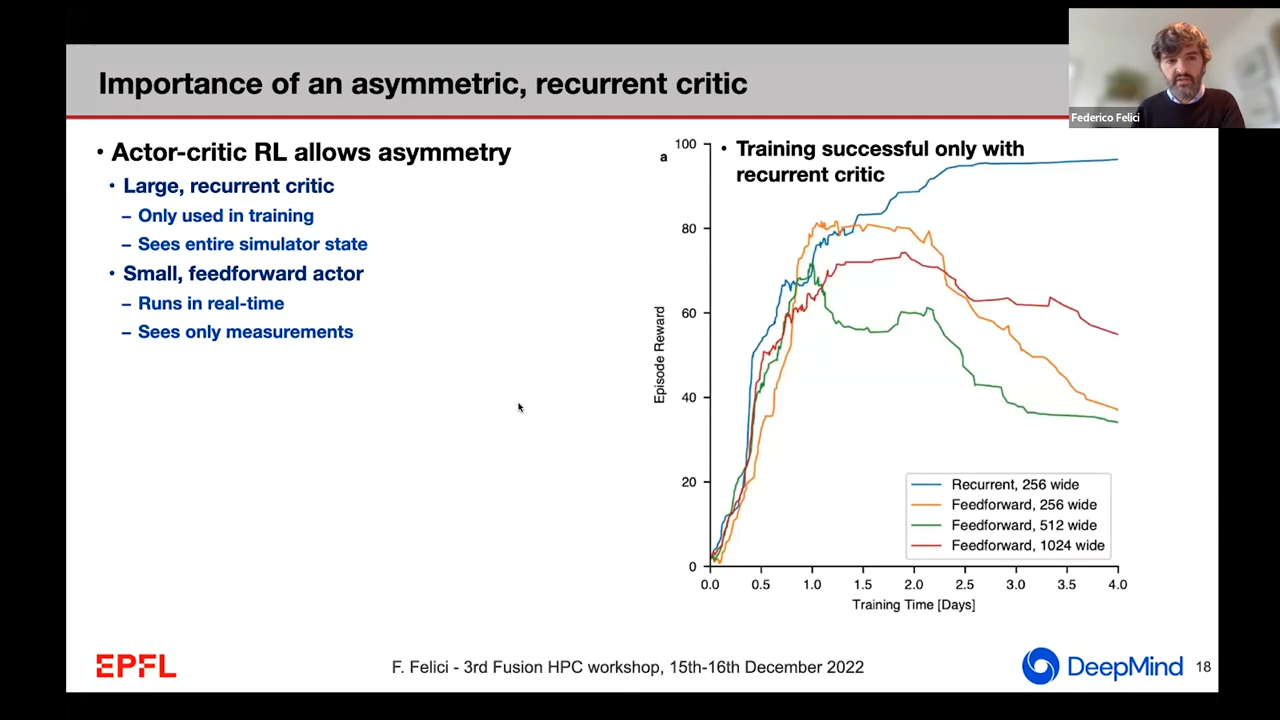 Importance of an asymmetric, recurrent critic
Federico Felici
• Actor-critic RL allows asymmetry
• Large, recurrent critic
– Only used in training
– Sees entire simulator state
• Small, feedforward actor
– Runs in real-time
– Sees only measurements
a
• Training successful only with
recurrent critic
100
80
60
40
20
0
Episode Reward
Recurrent, 256 wide
Feedforward, 256 wide
Feedforward, 512 wide
Feedforward, 1024 wide
0.0 0.5 1.0 1.5 2.0 2.5 3.0 3.5 4.0
Training Time [Days]
EPFL
F. Felici - 3rd Fusion HPC workshop, 15th-16th December 2022
DeepMind
18